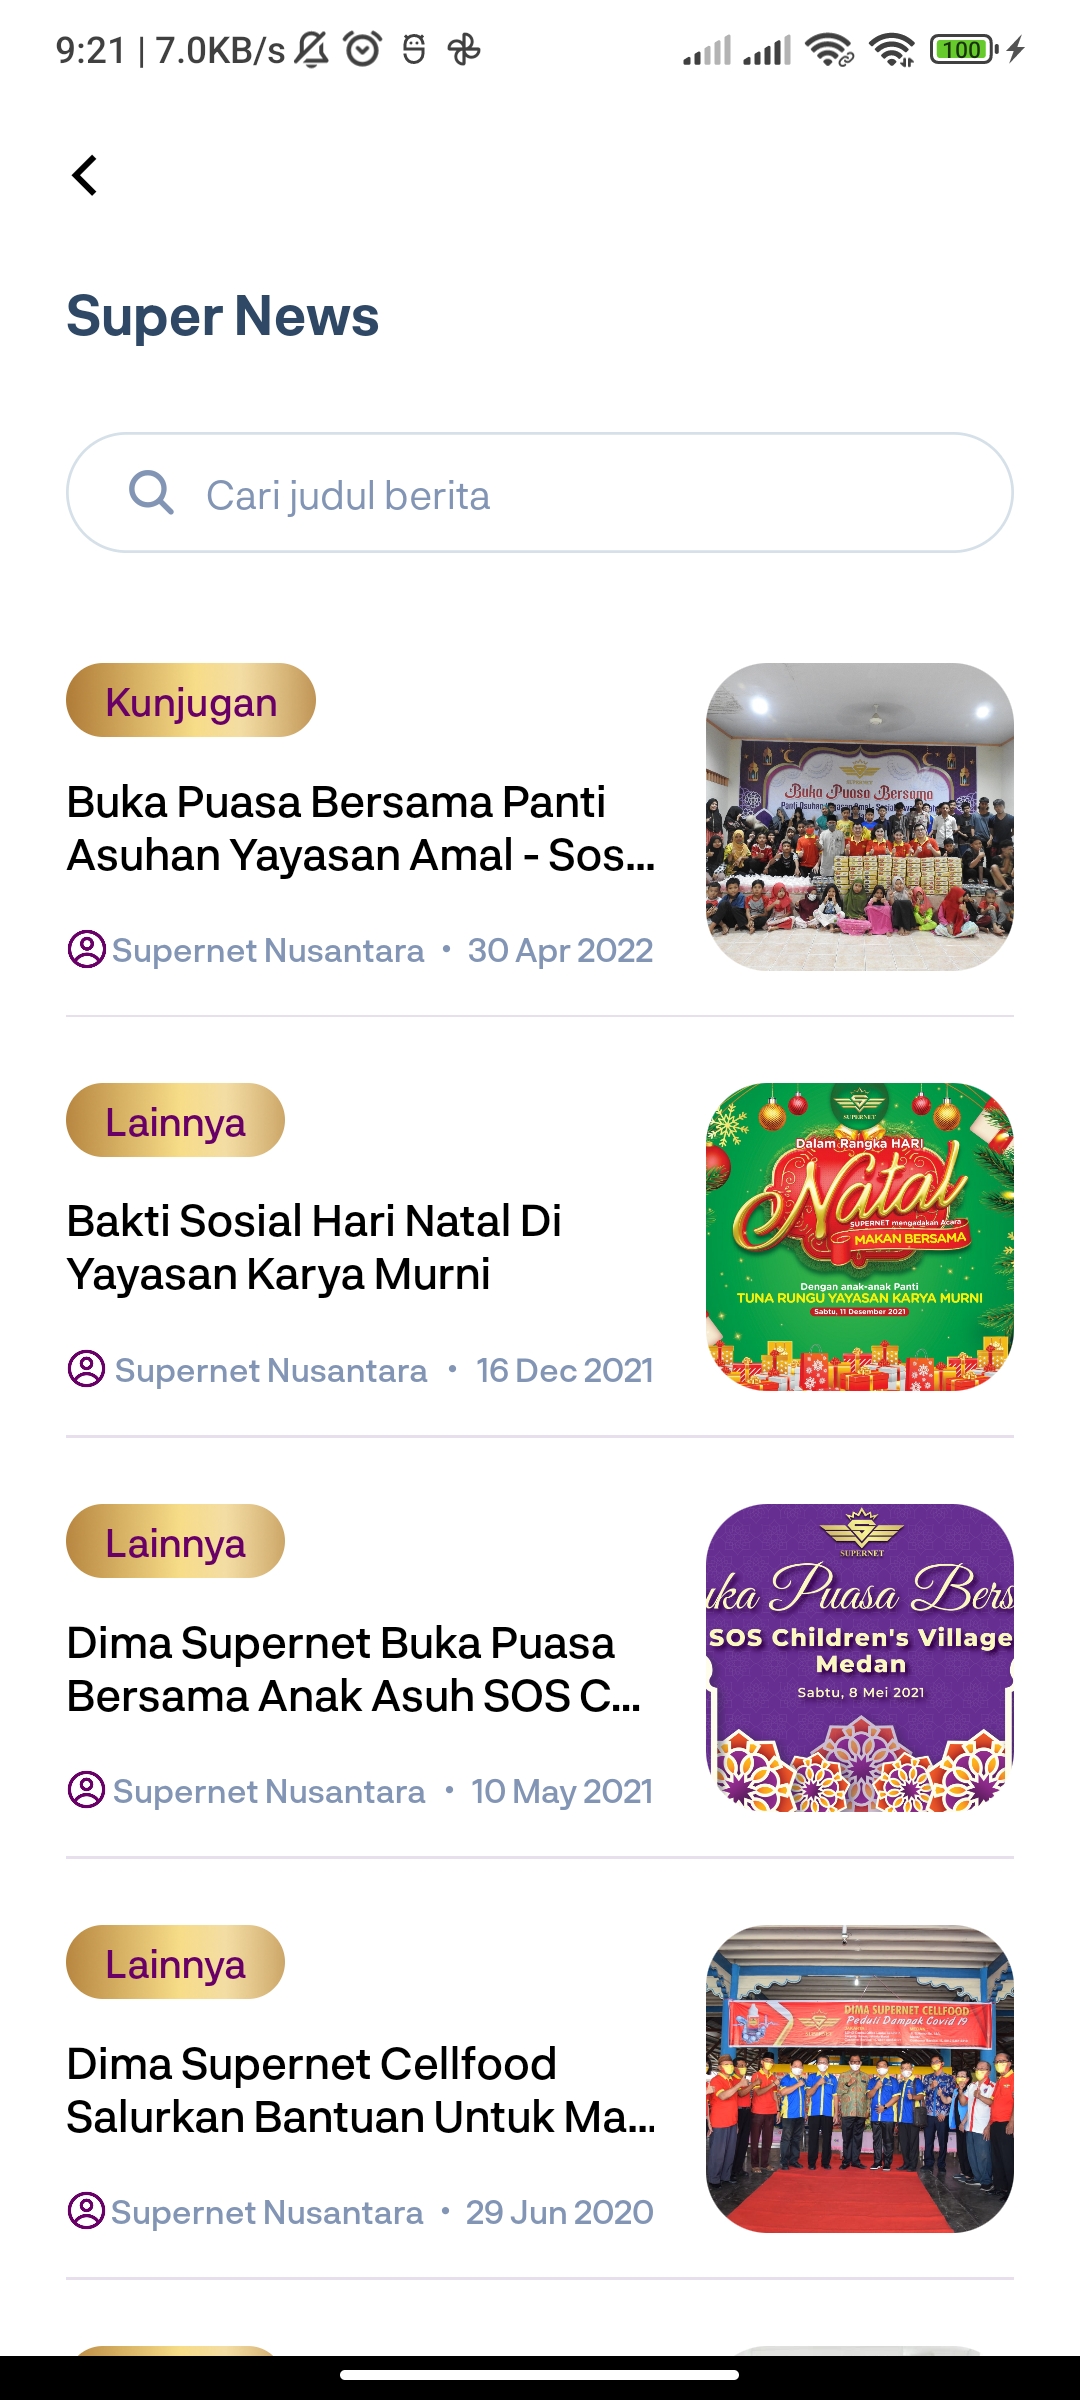 9:21 | 7.0KB/s
100
Super News
Cari judul berita
Kunjugan
Buka Puasa Bersama Panti
Asuhan Yayasan Amal - Sos...
Supernet Nusantara • 30 Apr 2022
Buka Puasa Bersama
Lainnya
Bakti Sosial Hari Natal Di
Yayasan Karya Murni
Supernet Nusantara • 16 Dec 2021
SUPERNET
Dalam Rangka HARI
Natal
SUPERNET mengadakan Acara
MAKAN BERSAMA
Dengan anak-anak Panti
TUNA RUNGU YAYASAN KARYA MURNI
Sabtu, 11 Desember 2021
Lainnya
Dima Supernet Buka Puasa
Bersama Anak Asuh SOS C...
Supernet Nusantara • 10 May 2021
SUPERNET
uka Puasa Bers
SOS Children's Village
Medan
Sabtu, 8 Mei 2021
Lainnya
Dima Supernet Cellfood
Salurkan Bantuan Untuk Ma...
Supernet Nusantara • 29 Jun 2020
DIMA SUPERNET CELLFOOD
Peduli Dampak Covid 19